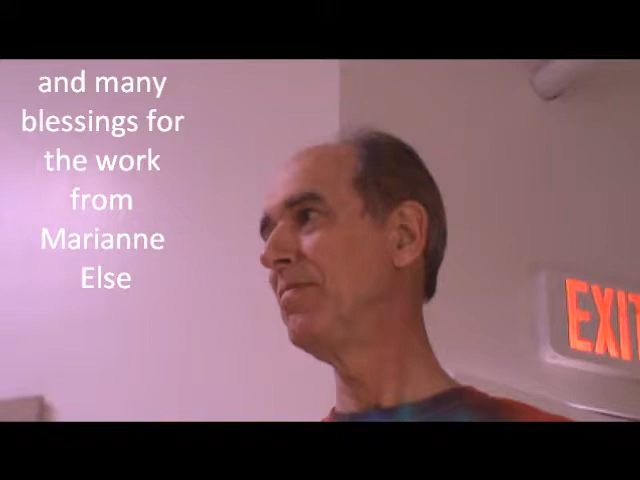 and many
blessings for
the work
from
Marianne
Else
EXIT